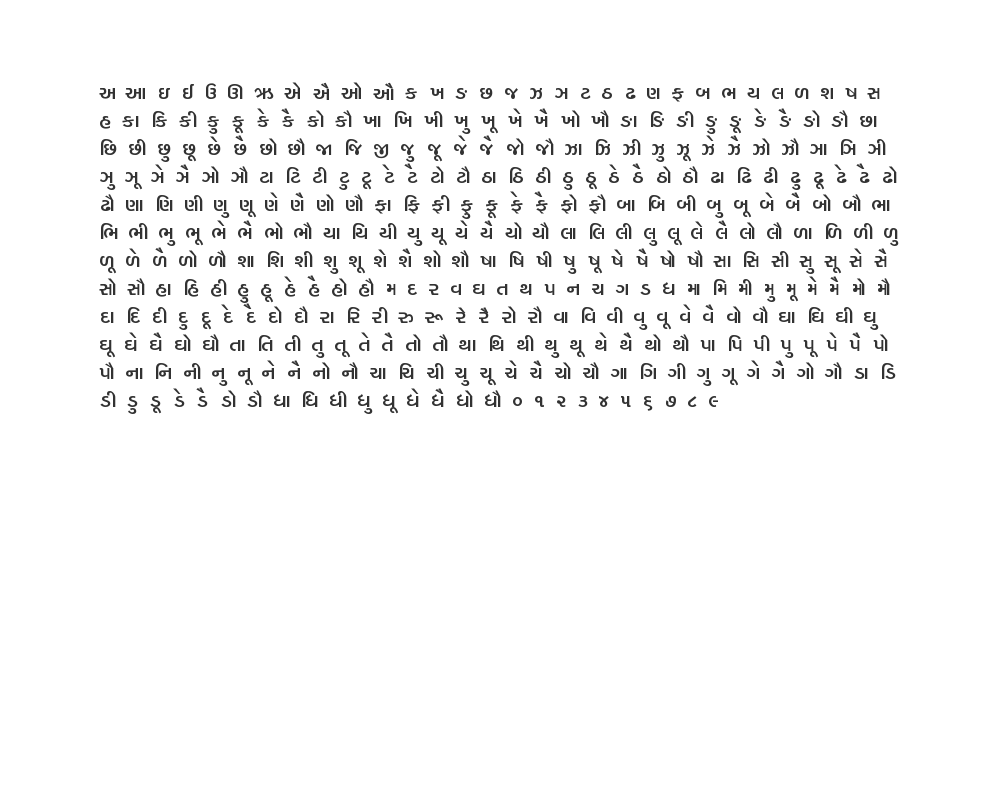 અ આ ઇ ઈ ઉ ઊ ઋ એ ઐ ઓ ઔ ક ખ ઙ છ જ ઝ ઞ ટ ઠ ઢ ણ ફ બ ભ ય લ ળ શ ષ સ
હ કા કિ કી કુ કૂ કે કૈ કો કૌ ખા ખિ ખી ખુ ખૂ ખે ખૈ ખો ખૌ ઙા ઙિ ઙી ઙુ ઙૂ ઙે ઙૈ ઙો ઙૌ છા
છિ છી છુ છૂ છે છૈ છો છૌ જા જિ જી જુ જૂ જે જૈ જો જૌ ઝા ઝિ ઝી ઝુ ઝૂ ઝે ઝૈ ઝો ઝૌ ઞા ઞિ ઞી
ઞુ ઞૂ ઞે ઞૈ ઞો ઞૌ ટા ટિ ટી ટુ ટૂ ટે ટૈ ટો ટૌ ઠા ઠિ ઠી ઠુ ઠૂ ઠે ઠૈ ઠો ઠૌ ઢા ઢિ ઢી ઢુ ઢૂ ઢે ઢૈ ઢો
ઢૌ ણા ણિ ણી ણુ ણૂ ણે ણૈ ણો ણૌ ફા ફિ ફી ફુ ફૂ ફે ફૈ ફો ફૌ બા બિ બી બુ બૂ બે બૈ બો બૌ ભા
ભિ ભી ભુ ભૂ ભે ભૈ ભો ભૌ યા યિ યી યુ યૂ યે યૈ યો યૌ લા લિ લી લુ લૂ લે લૈ લો લૌ ળા ળિ ળી ળુ
ળૂ ળે ળૈ ળો ળૌ શા શિ શી શુ શૂ શે શૈ શો શૌ ષા ષિ ષી ષુ ષૂ ષે ષૈ ષો ષૌ સા સિ સી સુ સૂ સે સૈ
સો સૌ હા હિ હી હુ હૂ હે હૈ હો હૌ મ દ ર વ ઘ ત થ પ ન ચ ગ ડ ધ મા મિ મી મુ મૂ મે મૈ મો મૌ
દા દિ દી દુ દૂ દે દૈ દો દૌ રા રિ રી રુ રૂ રે રૈ રો રૌ વા વિ વી વુ વૂ વે વૈ વો વૌ ઘા ઘિ ઘી ઘુ
ઘૂ ઘે ઘૈ ઘો ઘૌ તા તિ તી તુ તૂ તે તૈ તો તૌ થા થિ થી થુ થૂ થે થૈ થો થૌ પા પિ પી પુ પૂ પે પૈ પો
પૌ ના નિ ની નુ નૂ ને નૈ નો નૌ ચા ચિ ચી ચુ ચૂ ચે ચૈ ચો ચૌ ગા ગિ ગી ગુ ગૂ ગે ગૈ ગો ગૌ ડા ડિ
ડી ડુ ડૂ ડે ડૈ ડો ડૌ ધા ધિ ધી ધુ ધૂ ધે ધૈ ધો ધૌ ૦ ૧ ૨ ૩ ૪ ૫ ૬ ૭ ૮ ૯